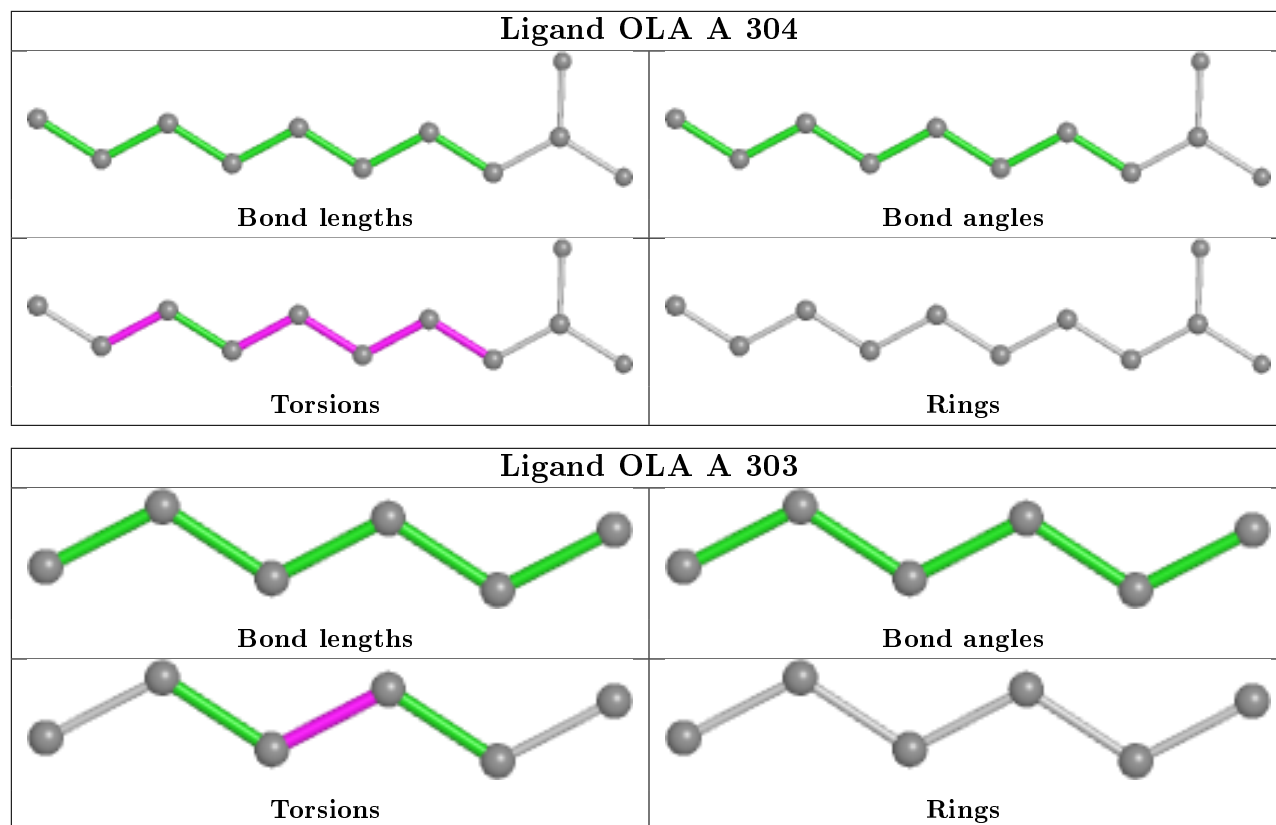 Ligand OLA A 304
Bond lengths
Bond angles
Torsions
Rings
Ligand OLA A 303
Bond lengths
Bond angles
Torsions
Rings